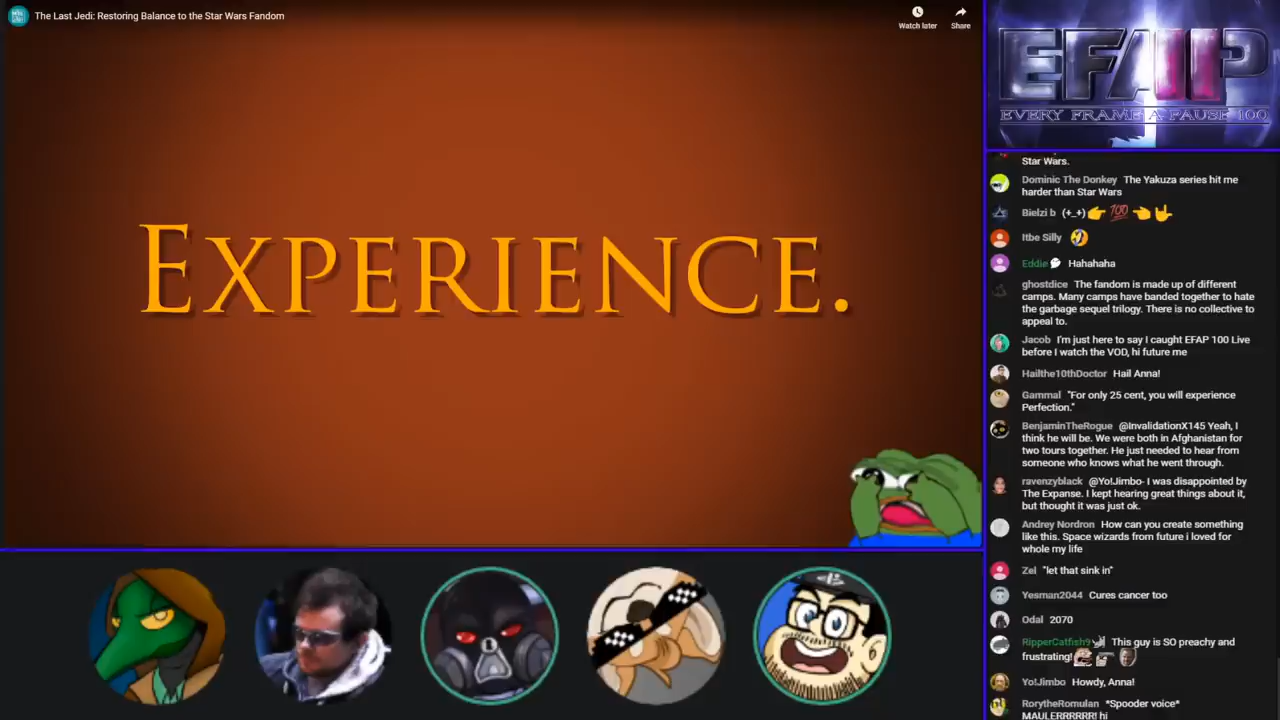 The Last Jedi: Restoring Balance to the Star Wars Fandom
Watch later
Share
EXPERIENCE.
EFAP
EVERY FRAME A PAUSE 100
Star Wars.
Dominic The Donkey The Yakuza series hit me
harder than Star Wars
Bielzi b (+_+)👉 💯 👈 🤟
Itbe Silly 🤣
Eddie Hahahaha
ghostdice The fandom is made up of different
camps. Many camps have banded together to hate
the garbage sequel trilogy. There is no collective to
appeal to.
Jacob I'm just here to say I caught EFAP 100 Live
before I watch the VOD, hi future me
Hailthe10thDoctor Hail Anna!
Gammal "For only 25 cent, you will experience
Perfection."
BenjaminTheRogue @InvalidationX145 Yeah, I
think he will be. We were both in Afghanistan for
two tours together. He just needed to hear from
someone who knows what he went through.
ravenzyblack @Yo!Jimbo- I was disappointed by
The Expanse. I kept hearing great things about it,
but thought it was just ok.
Andrey Nordron How can you create something
like this. Space wizards from future i loved for
whole my life
Zel "let that sink in"
Yesman2044 Cures cancer too
Odal 2070
RipperCatfish9 This guy is SO preachy and
frustrating!
Yo!Jimbo Howdy, Anna!
RorytheRomulan *Spooder voice*
MAULERRRRRR! hi